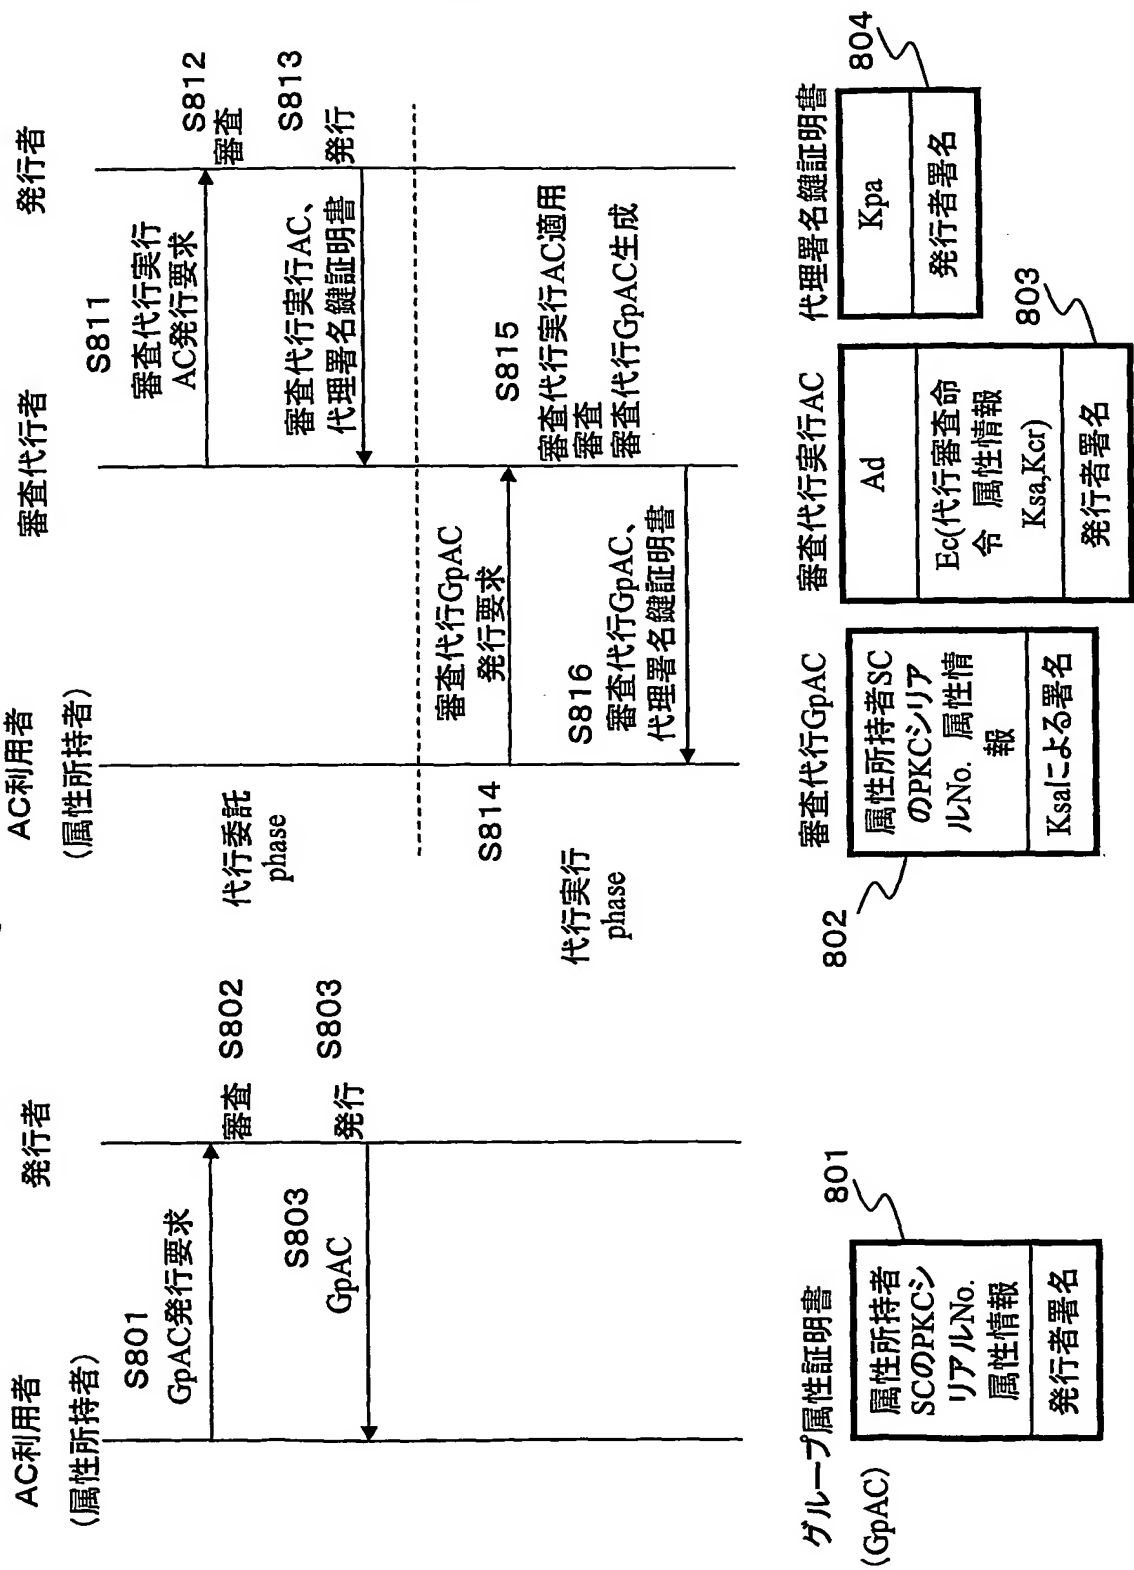 AC利用者
(属性所持者)
発行者
S801
GpAC発行要求
審査 S802
発行 S803
S803
GpAC
グループ属性証明書
(GpAC)
801
属性所持者
SCのPKCシ
リアルNo.
属性情報
発行者署名
AC利用者
(属性所持者)
審査代行者
発行者
代行委託
phase
S811
審査代行実行
AC発行要求
S812
審査
S813
発行
審査代行実行AC、
代理署名鍵証明書
代行実行
phase
S814
審査代行GpAC
発行要求
S815
審査代行実行AC適用
審査
審査代行GpAC生成
S816
審査代行GpAC、
代理署名鍵証明書
審査代行GpAC
802
属性所持者SC
のPKCシリア
ルNo. 属性情
報
Ksaによる署名
審査代行実行AC
803
Ad
Ec(代行審査命
令 属性情報
Ksa,Kcr)
発行者署名
代理署名鍵証明書
804
Kpa
発行者署名